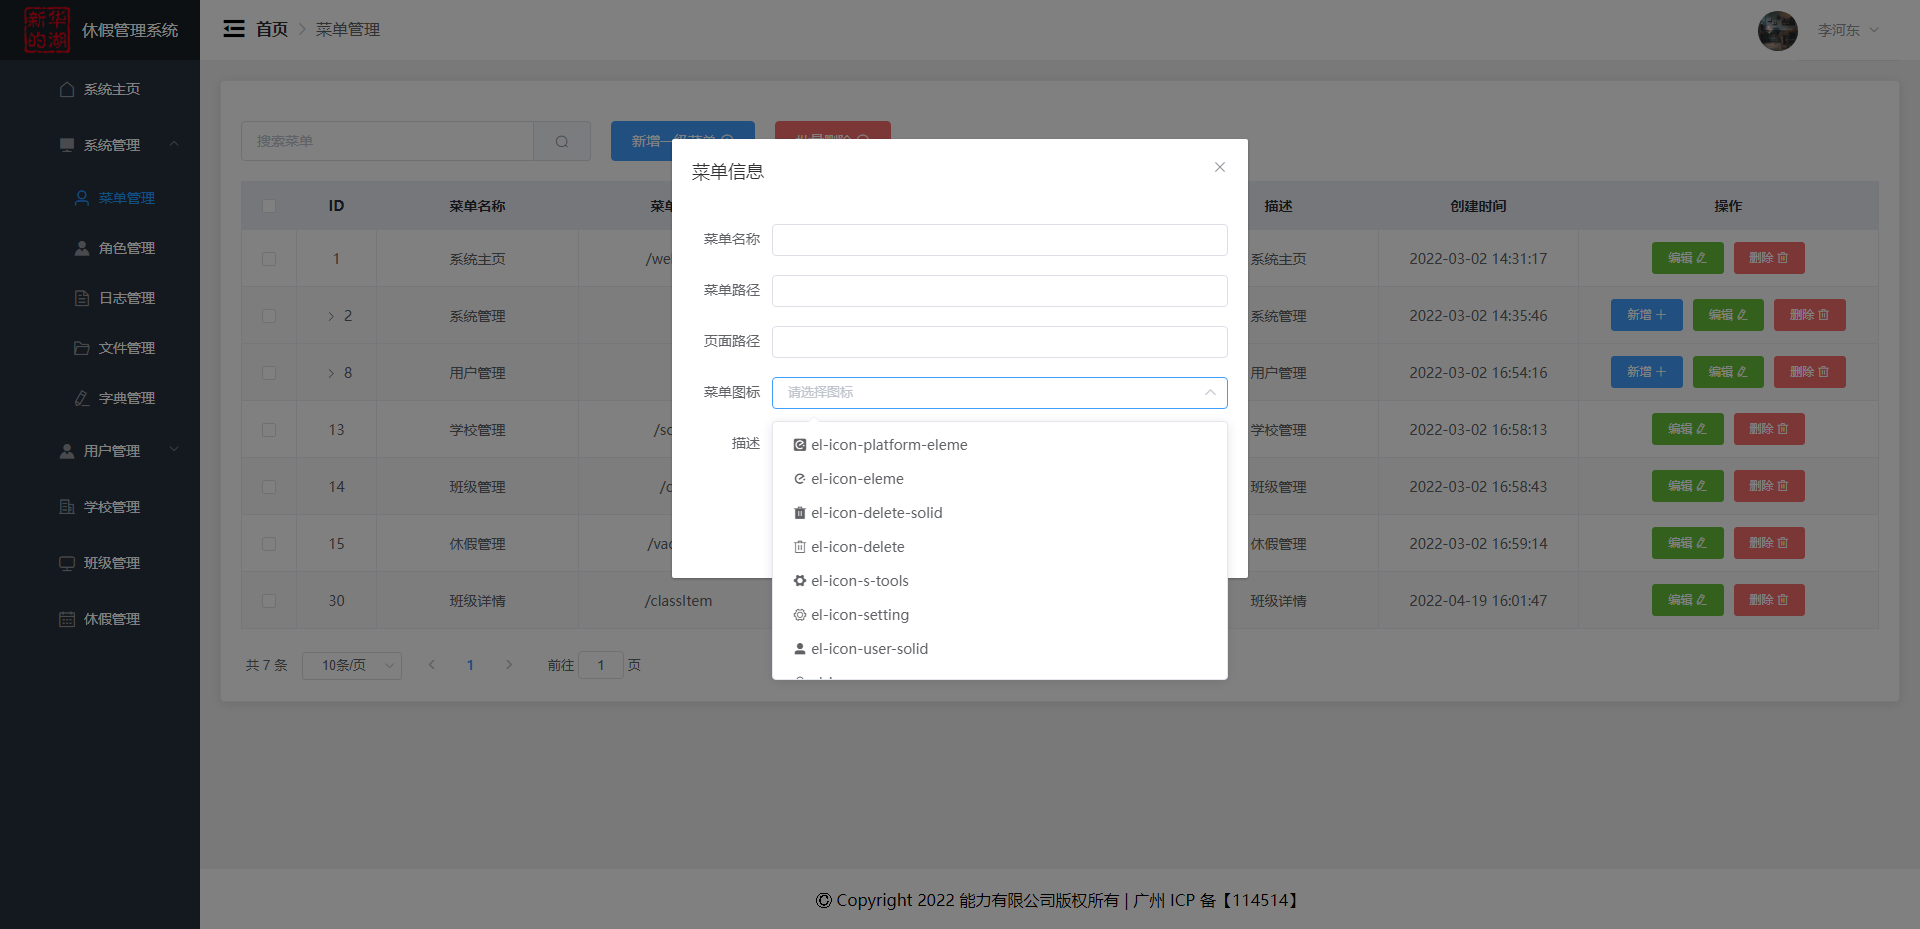 新华的湖
休假管理系统
首页
菜单管理
李河东
系统主页
系统管理
菜单管理
角色管理
日志管理
文件管理
字典管理
用户管理
学校管理
班级管理
休假管理
搜索菜单
新增一级菜单
批量删除
ID 菜单名称 菜单 描述 创建时间 操作
1 系统主页 /we 系统主页 2022-03-02 14:31:17 编辑 删除
2 系统管理 系统管理 2022-03-02 14:35:46 新增 编辑 删除
8 用户管理 用户管理 2022-03-02 16:54:16 新增 编辑 删除
13 学校管理 /sc 学校管理 2022-03-02 16:58:13 编辑 删除
14 班级管理 /c 班级管理 2022-03-02 16:58:43 编辑 删除
15 休假管理 /vac 休假管理 2022-03-02 16:59:14 编辑 删除
30 班级详情 /classItem 班级详情 2022-04-19 16:01:47 编辑 删除
共 7 条 10条/页 1 前往 1 页
菜单信息
菜单名称
菜单路径
页面路径
菜单图标 请选择图标
描述
el-icon-platform-eleme
el-icon-eleme
el-icon-delete-solid
el-icon-delete
el-icon-s-tools
el-icon-setting
el-icon-user-solid
© Copyright 2022 能力有限公司版权所有 | 广州 ICP 备【114514】